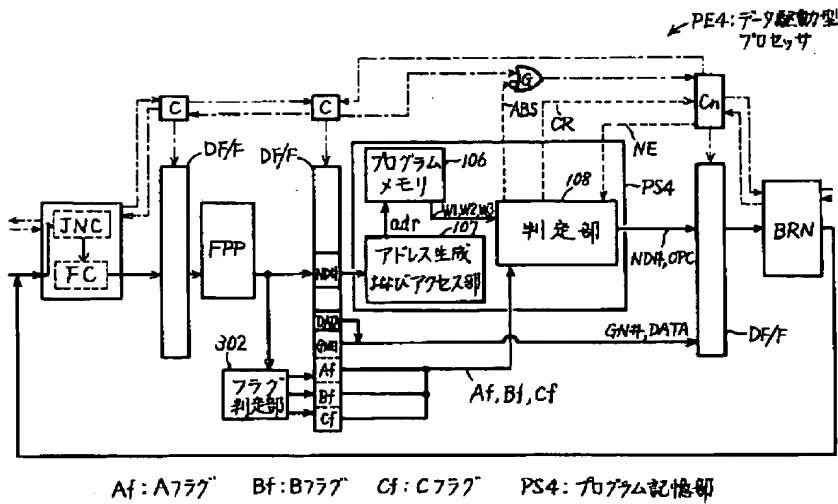 PE4:データ駆動型
プロセッサ
C
C
G
Cn
ABS
CR
NE
DF/F
DF/F
プログラム
メモリ
106
108
PS4
JNC
FC
FPP
adr
W1,W2,W3
107
判定部
BRN
ND#
アドレス生成
およびアクセス部
ND#,OPC
DATA
GN#
GN#,DATA
DF/F
302
フラグ
判定部
Af
Bf
Cf
Af,Bf,Cf
Af:Aフラグ Bf:Bフラグ Cf:Cフラグ PS4:プログラム記憶部